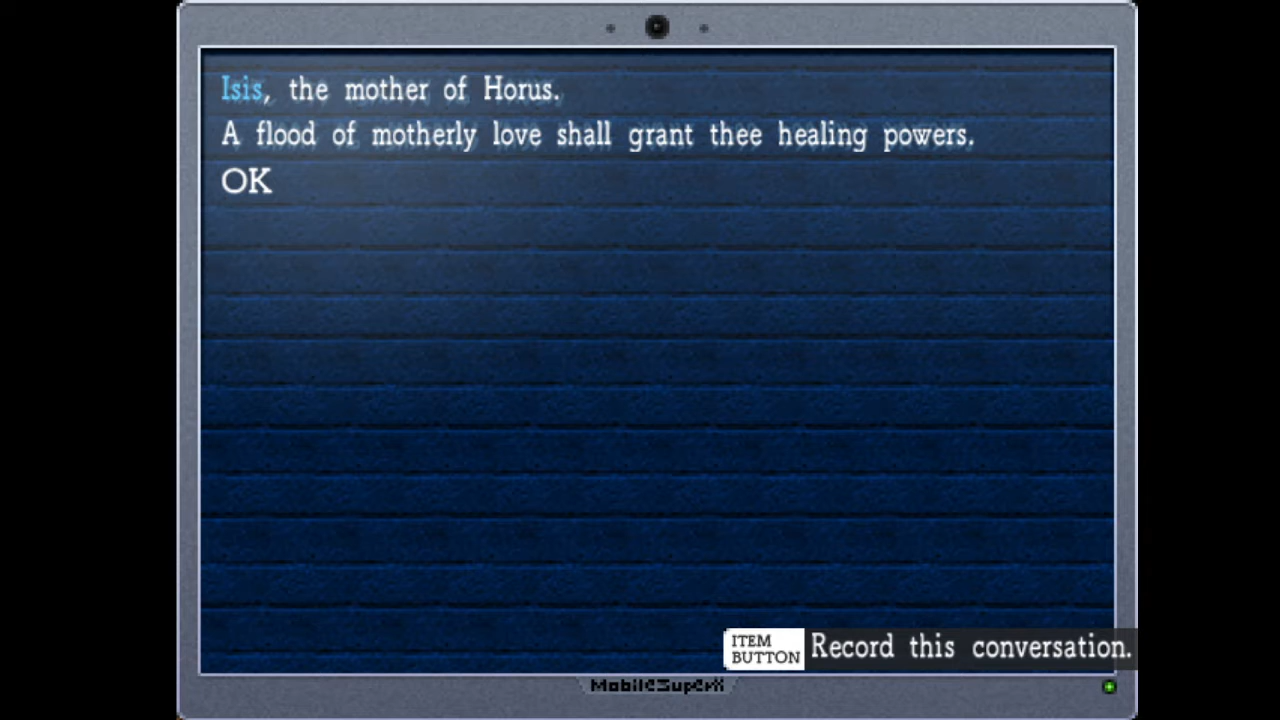 Isis, the mother of Horus.
A flood of motherly love shall grant thee healing powers.
OK
ITEM
BUTTON
Record this conversation.
MobileSuperX